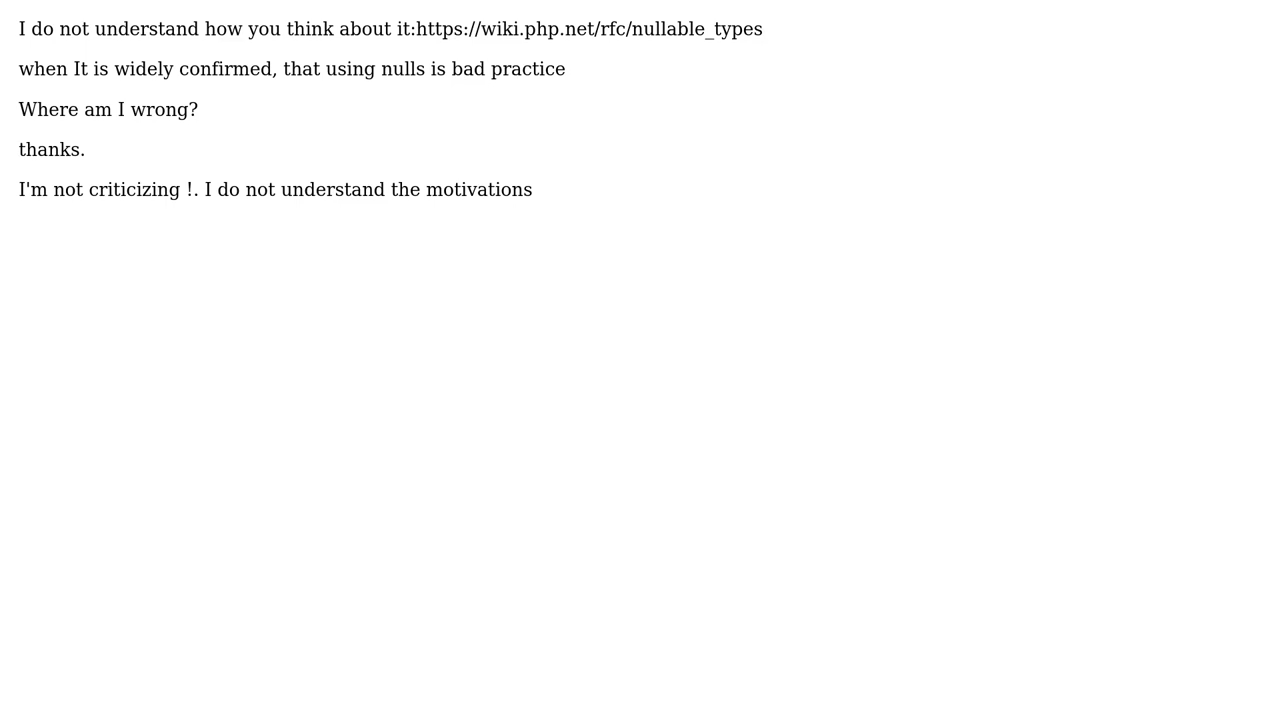 I do not understand how you think about it:https://wiki.php.net/rfc/nullable_types
when It is widely confirmed, that using nulls is bad practice
Where am I wrong?
thanks.
I'm not criticizing !. I do not understand the motivations